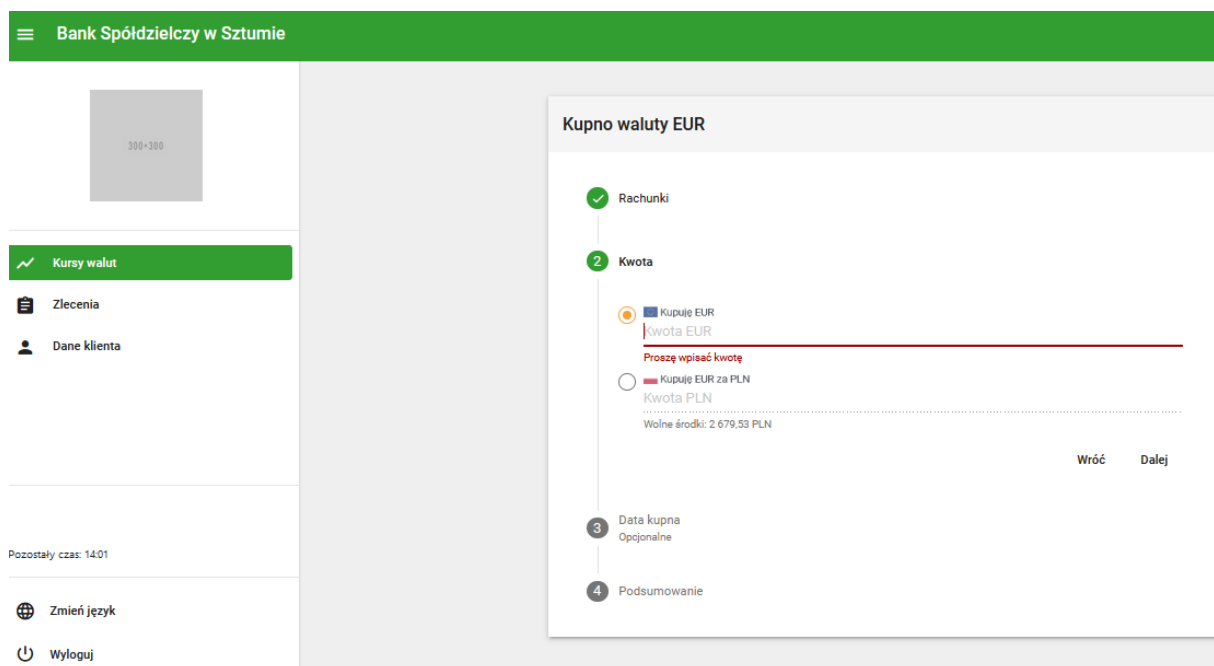 Bank Spółdzielczy w Sztumie
300×300
Kursy walut
Zlecenia
Dane klienta
Pozostały czas: 14:01
Zmień język
Wyloguj
Kupno waluty EUR
Rachunki
2 Kwota
Kupuję EUR
Kwota EUR
Proszę wpisać kwotę
Kupuję EUR za PLN
Kwota PLN
Wolne środki: 2 679,53 PLN
Wróć Dalej
3 Data kupna
Opcjonalne
4 Podsumowanie